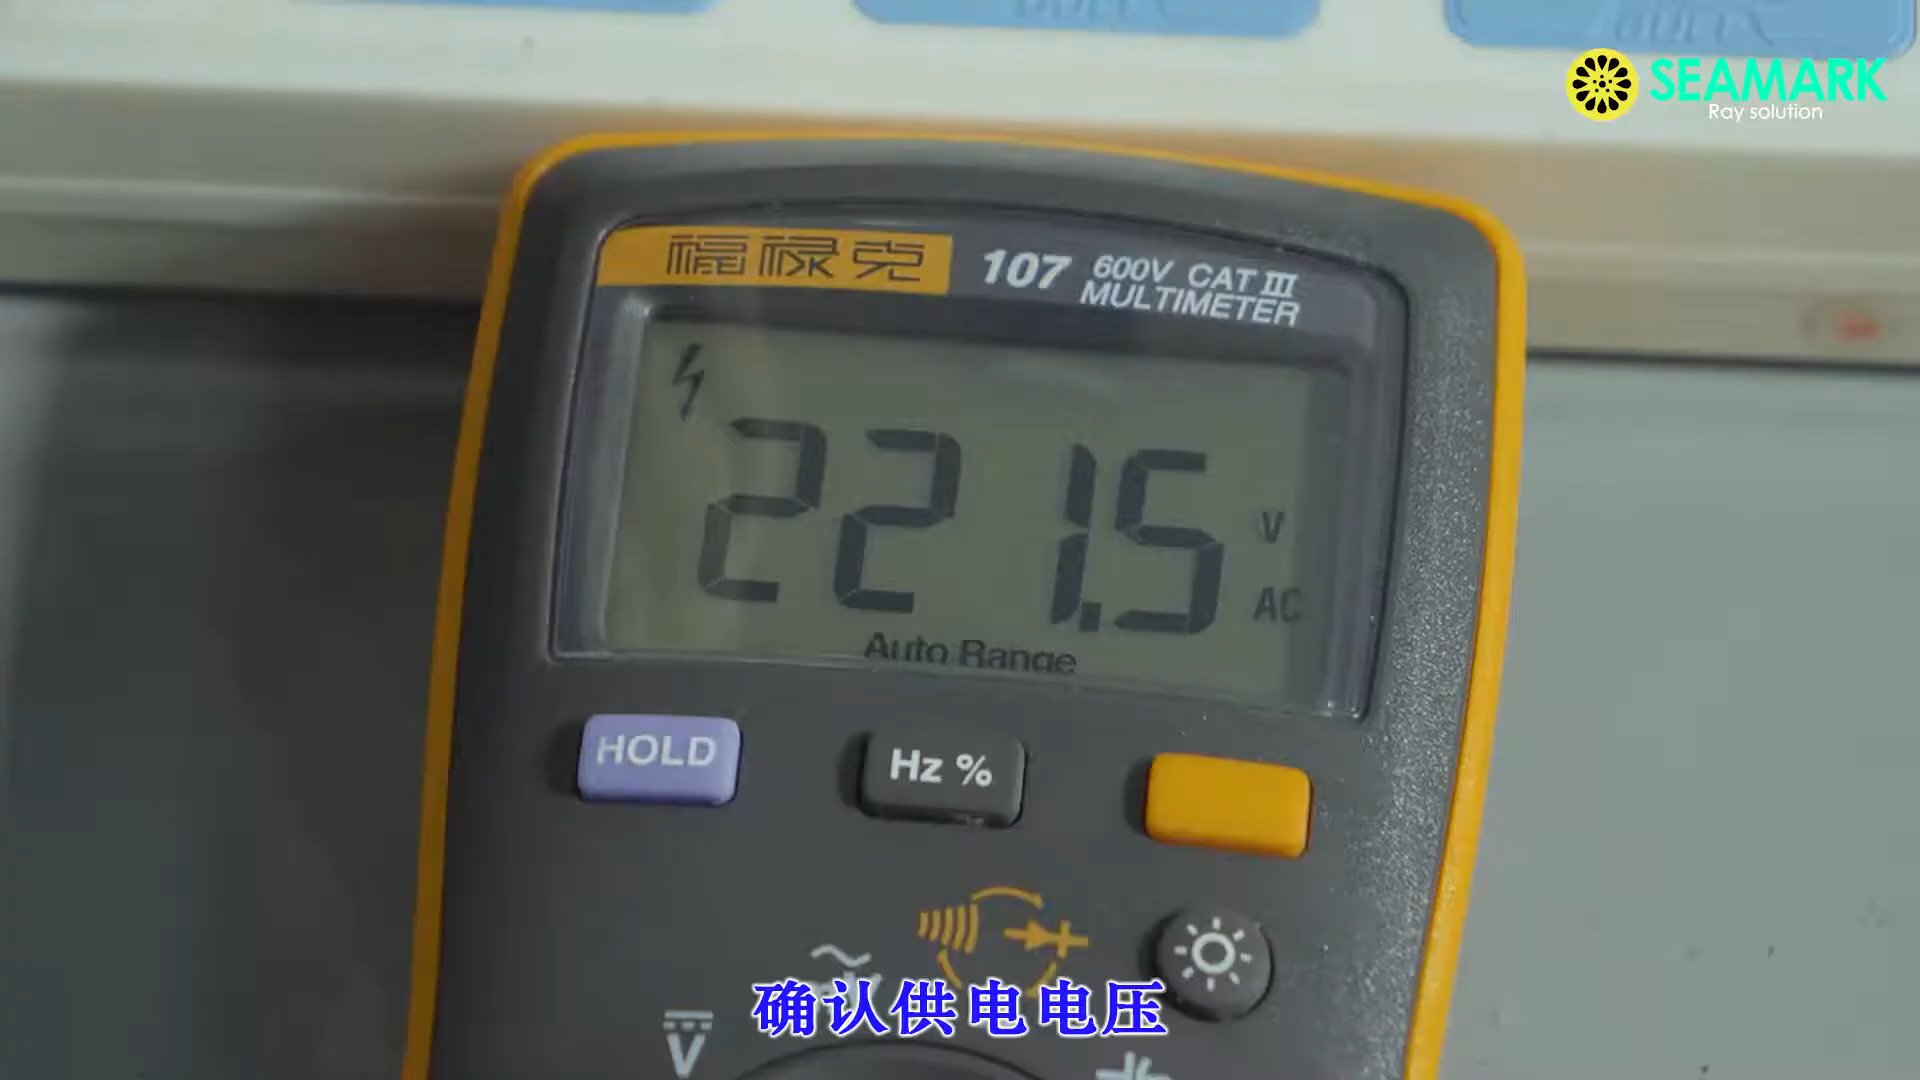 SEAMARK
Ray solution
福禄克 107 600V CAT III
MULTIMETER
221.5 V
AC
Auto Range
HOLD
Hz %
V
确认供电电压